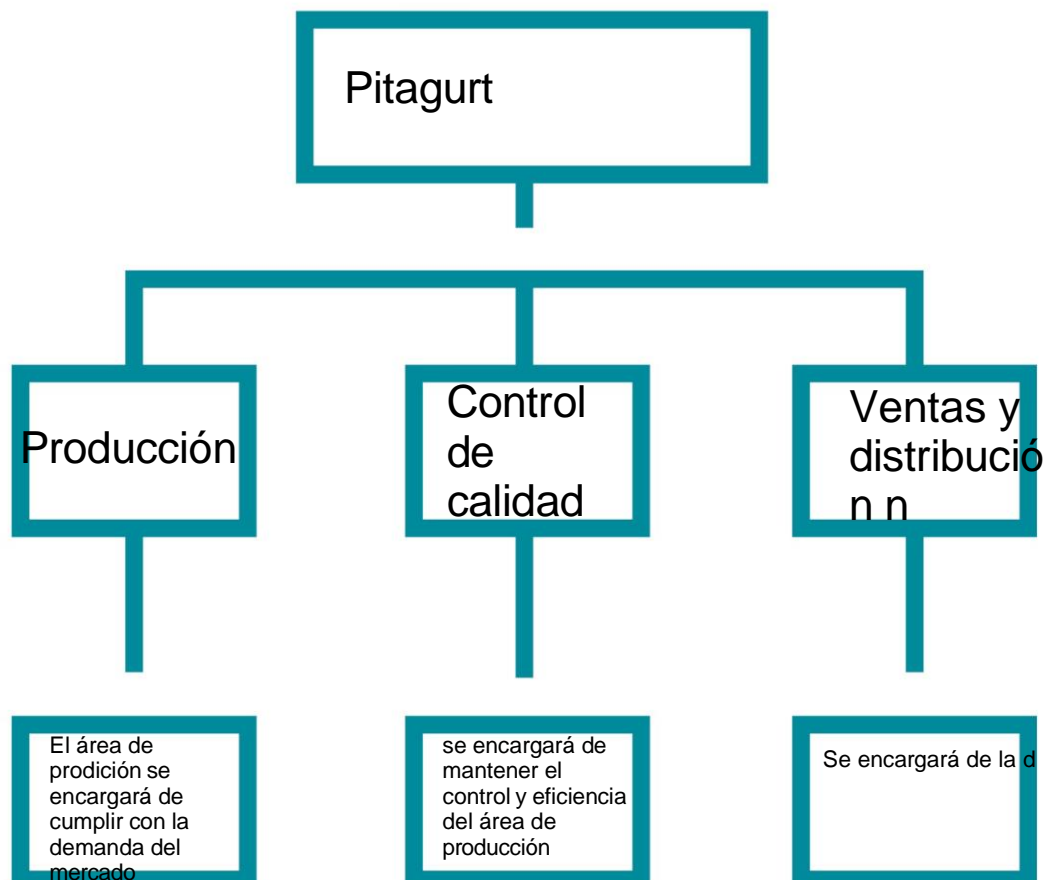 Pitagurt
Producción
Control
de
calidad
Ventas y
distribució
n n
El área de
prodición se
encargará de
cumplir con la
demanda del
mercado
se encargará de
mantener el
control y eficiencia
del área de
producción
Se encargará de la d